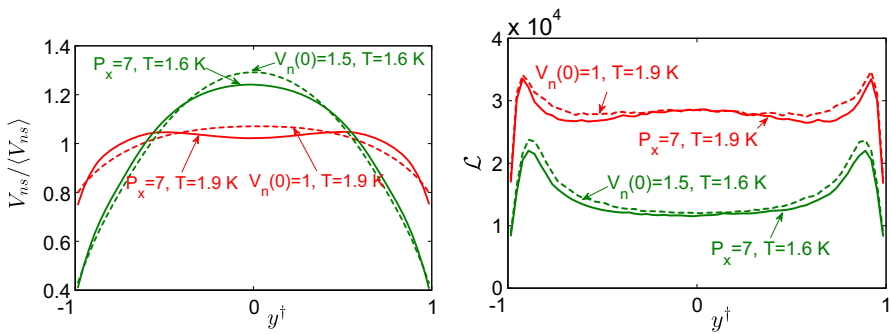 1.4
1.2
1
0.8
0.6
0.4
-1
0
1
V_ns/⟨V_ns⟩
y†
P_x=7, T=1.6 K
V_n(0)=1.5, T=1.6 K
P_x=7, T=1.9 K
V_n(0)=1, T=1.9 K
x 10^4
4
3
2
1
0
-1
0
1
ℒ
y†
V_n(0)=1, T=1.9 K
P_x=7, T=1.9 K
V_n(0)=1.5, T=1.6 K
P_x=7, T=1.6 K